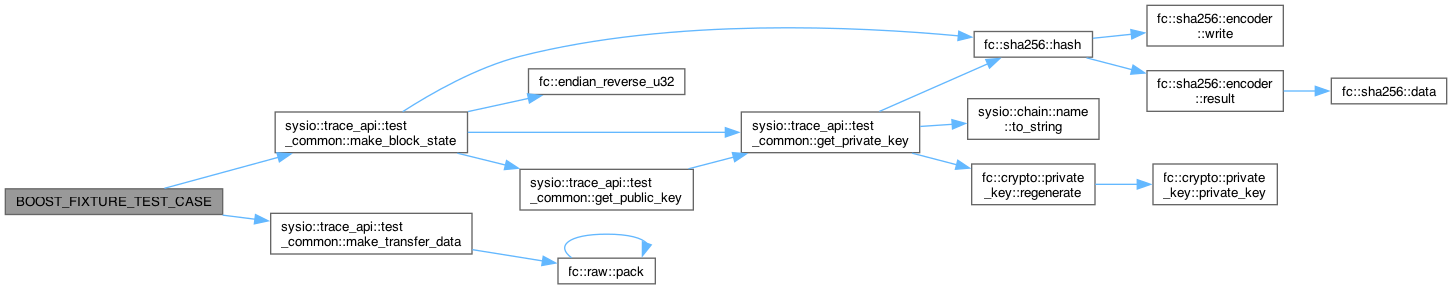 BOOST_FIXTURE_TEST_CASE
sysio::trace_api::test
_common::make_block_state
sysio::trace_api::test
_common::make_transfer_data
fc::endian_reverse_u32
sysio::trace_api::test
_common::get_public_key
fc::raw::pack
sysio::trace_api::test
_common::get_private_key
fc::sha256::hash
sysio::chain::name
::to_string
fc::crypto::private
_key::regenerate
fc::sha256::encoder
::write
fc::sha256::encoder
::result
fc::crypto::private
_key::private_key
fc::sha256::data